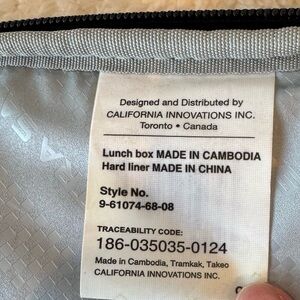 Designed and Distributed by
CALIFORNIA INNOVATIONS INC.
Toronto • Canada
Lunch box MADE IN CAMBODIA
Hard liner MADE IN CHINA
Style No.
9-61074-68-08
TRACEABILITY CODE:
186-035035-0124
Made in Cambodia, Tramkak, Takeo
CALIFORNIA INNOVATIONS INC.